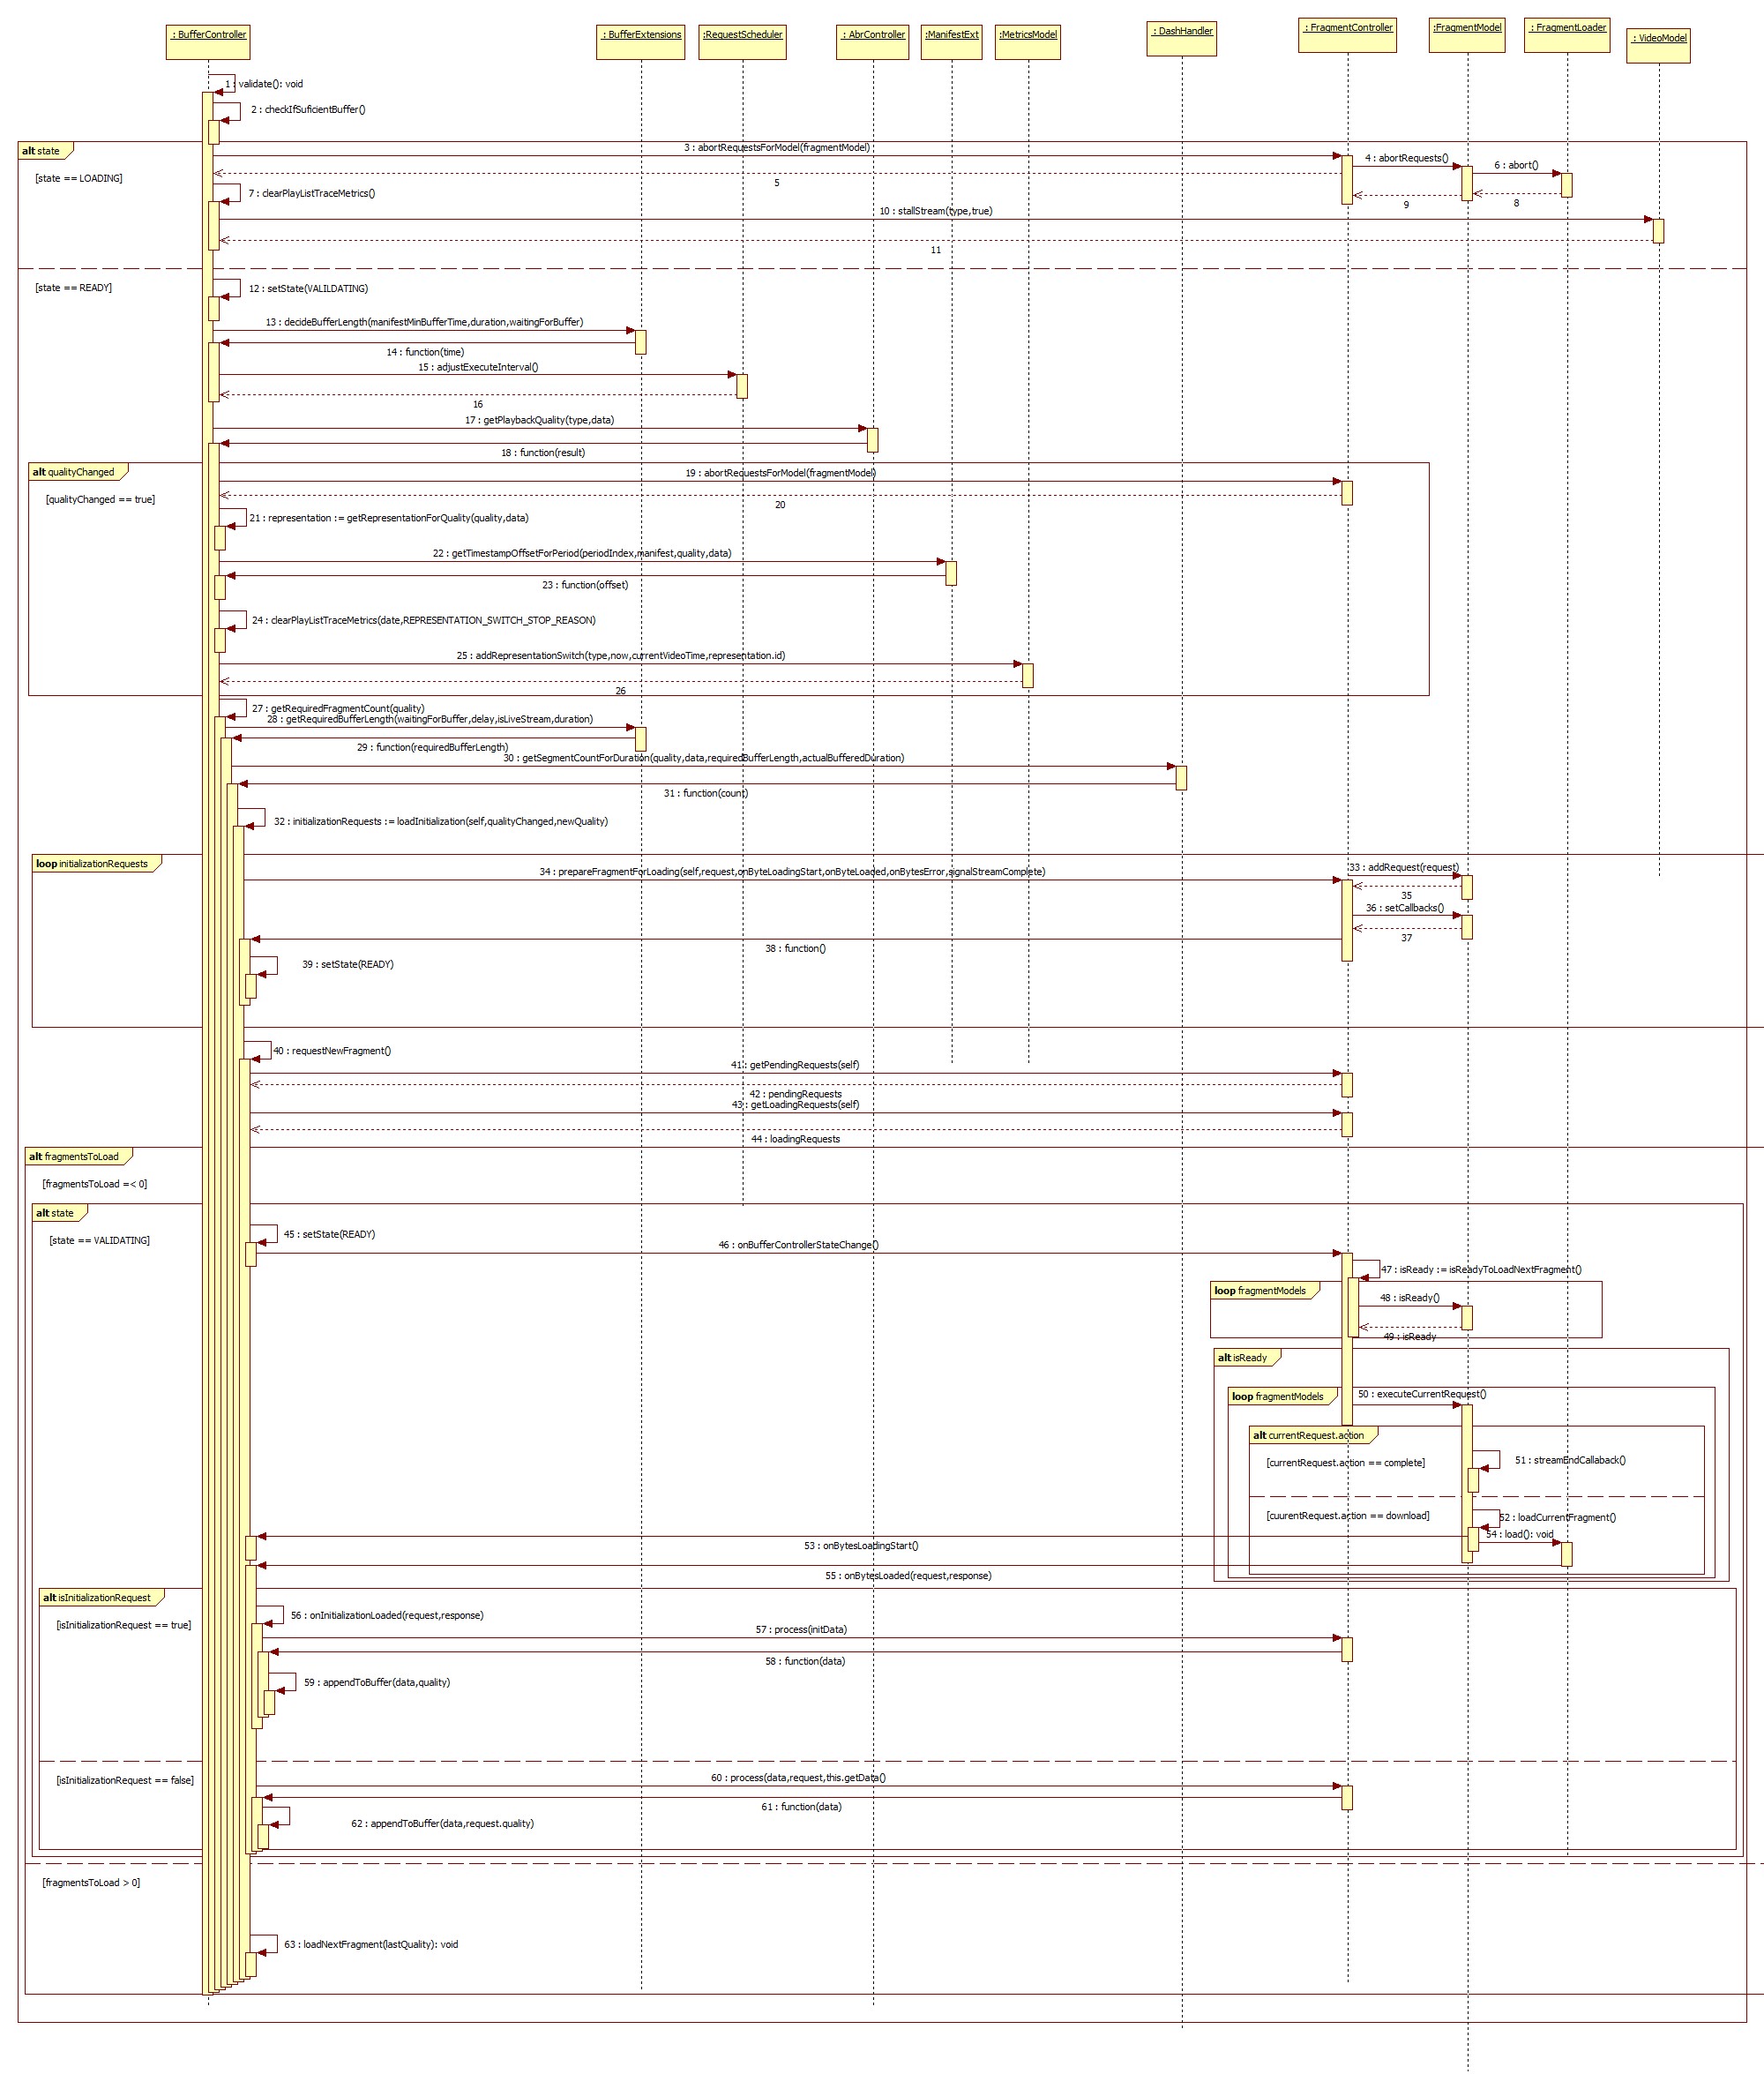 : BufferController
: BufferExtensions
:RequestScheduler
: AbrController
:ManifestExt
:MetricsModel
: DashHandler
: FragmentController
:FragmentModel
: FragmentLoader
: VideoModel
1 : validate(): void
2 : checkIfSuficientBuffer()
alt state
[state == LOADING]
3 : abortRequestsForModel(fragmentModel)
4 : abortRequests()
6 : abort()
5
7 : clearPlayListTraceMetrics()
9
8
10 : stallStream(type,true)
11
[state == READY]
12 : setState(VALILDATING)
13 : decideBufferLength(manifestMinBufferTime,duration,waitingForBuffer)
14 : function(time)
15 : adjustExecuteInterval()
16
17 : getPlaybackQuality(type,data)
18 : function(result)
alt qualityChanged
19 : abortRequestsForModel(fragmentModel)
[qualityChanged == true]
20
21 : representation := getRepresentationForQuality(quality,data)
22 : getTimestampOffsetForPeriod(periodIndex,manifest,quality,data)
23 : function(offset)
24 : clearPlayListTraceMetrics(date,REPRESENTATION_SWITCH_STOP_REASON)
25 : addRepresentationSwitch(type,now,currentVideoTime,representation.id)
26
27 : getRequiredFragmentCount(quality)
28 : getRequiredBufferLength(waitingForBuffer,delay,isLiveStream,duration)
29 : function(requiredBufferLength)
30 : getSegmentCountForDuration(quality,data,requiredBufferLength,actualBufferedDuration)
31 : function(count)
32 : initializationRequests := loadInitialization(self,qualityChanged,newQuality)
loop initializationRequests
33 : addRequest(request)
34 : prepareFragmentForLoading(self,request,onByteLoadingStart,onByteLoaded,onBytesError,signalStreamComplete)
35
36 : setCallbacks()
37
38 : function()
39 : setState(READY)
40 : requestNewFragment()
41 : getPendingRequests(self)
42 : pendingRequests
43 : getLoadingRequests(self)
44 : loadingRequests
alt fragmentsToLoad
[fragmentsToLoad =< 0]
alt state
[state == VALIDATING]
45 : setState(READY)
46 : onBufferControllerStateChange()
47 : isReady := isReadyToLoadNextFragment()
loop fragmentModels
48 : isReady()
49 : isReady
alt isReady
loop fragmentModels
50 : executeCurrentRequest()
alt currentRequest.action
[currentRequest.action == complete]
51 : streamEndCallaback()
[cuurentRequest.action == download]
52 : loadCurrentFragment()
54 : load(): void
53 : onBytesLoadingStart()
55 : onBytesLoaded(request,response)
alt isInitializationRequest
[isInitializationRequest == true]
56 : onInitializationLoaded(request,response)
57 : process(initData)
58 : function(data)
59 : appendToBuffer(data,quality)
[isInitializationRequest == false]
60 : process(data,request,this.getData()
61 : function(data)
62 : appendToBuffer(data,request.quality)
[fragmentsToLoad > 0]
63 : loadNextFragment(lastQuality): void